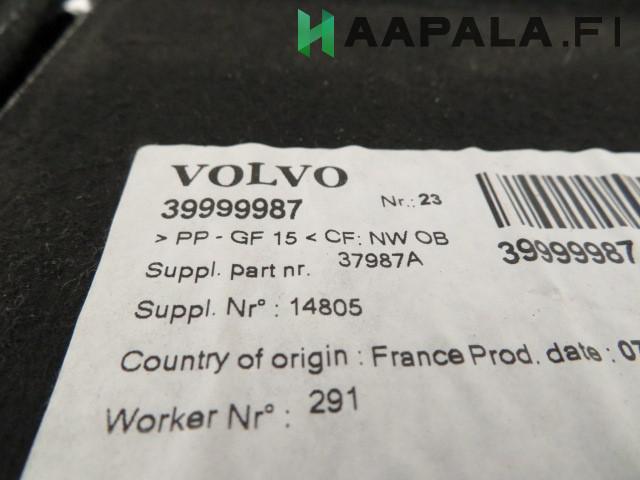 HAAPALA.FI
VOLVO
39999987 Nr.: 23
> PP - GF 15 < CF: NW OB
39999987
Suppl. part nr. 37987A
Suppl. Nr° : 14805
Country of origin : France Prod. date : 07
Worker Nr° : 291